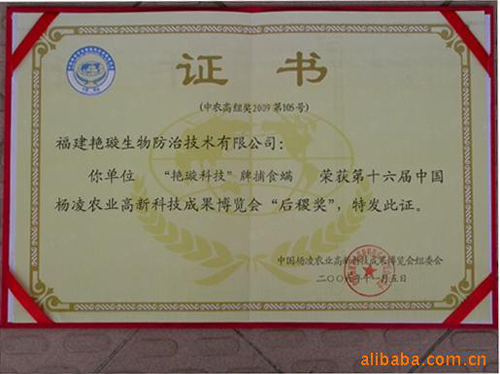 证书
(中农高组奖2009第105号)
福建艳璇生物防治技术有限公司:
你单位 “艳璇科技”牌捕食螨 荣获第十六届中国
杨凌农业高新科技成果博览会“后稷奖”,特发此证。
中国杨凌农业高新科技成果博览会组委会
二〇〇九年十一月五日
alibaba.com.cn